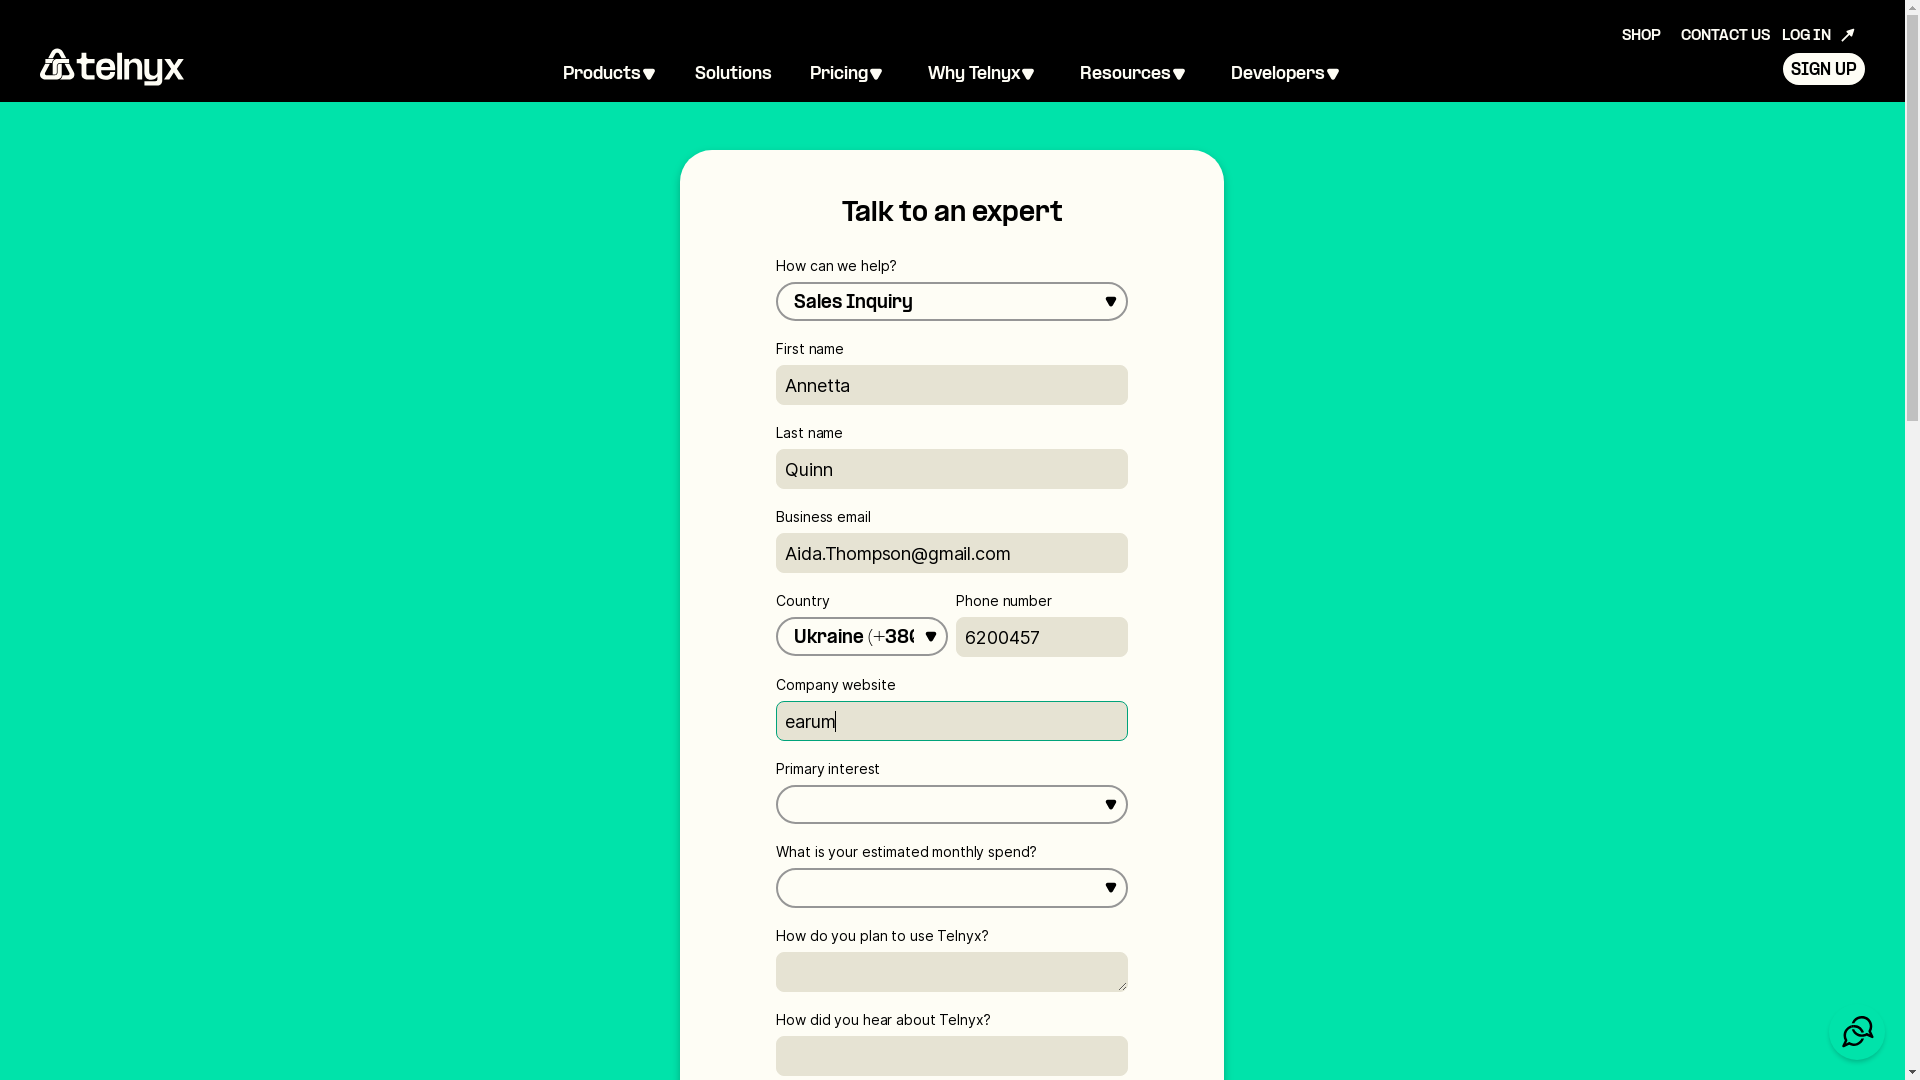 SHOP CONTACT US LOG IN
telnyx
Products Solutions Pricing Why Telnyx Resources Developers
SIGN UP
Talk to an expert
How can we help?
Sales Inquiry
First name
Annetta
Last name
Quinn
Business email
Aida.Thompson@gmail.com
Country Phone number
Ukraine (+380 6200457
Company website
earum
Primary interest
What is your estimated monthly spend?
How do you plan to use Telnyx?
How did you hear about Telnyx?